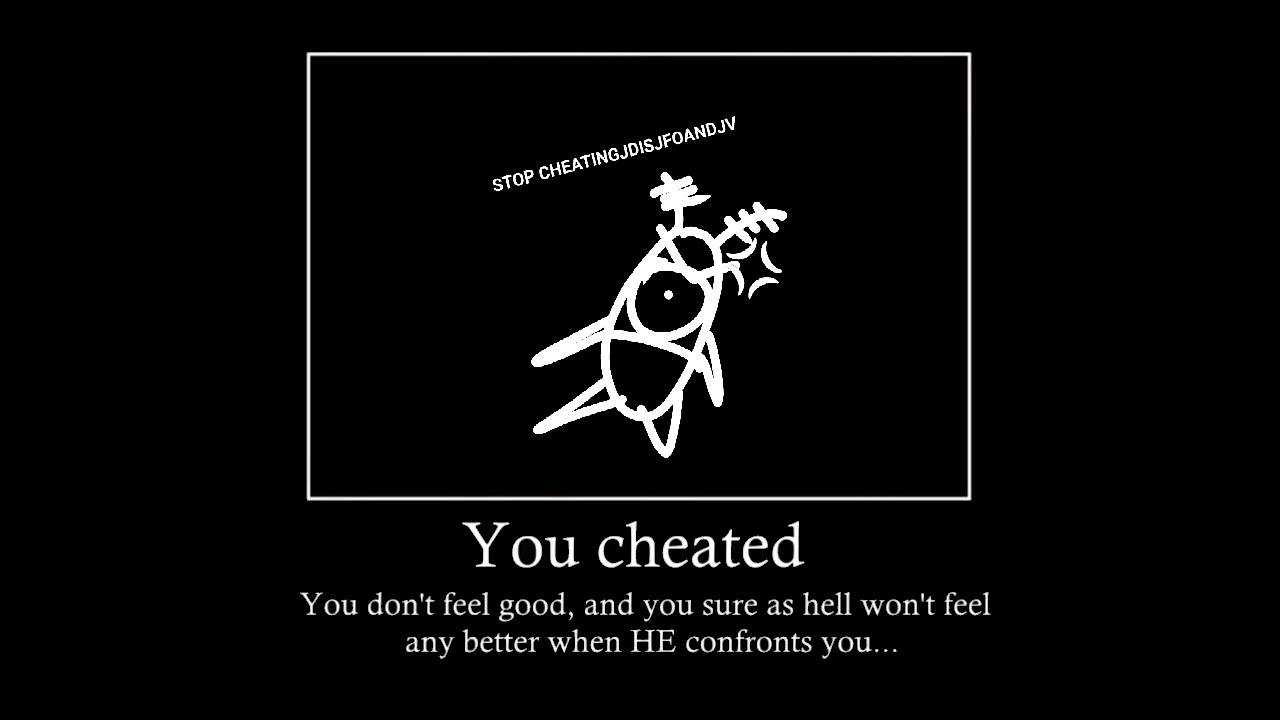 STOP CHEATINGJDISJFOANDJV
You cheated
You don't feel good, and you sure as hell won't feel
any better when HE confronts you...